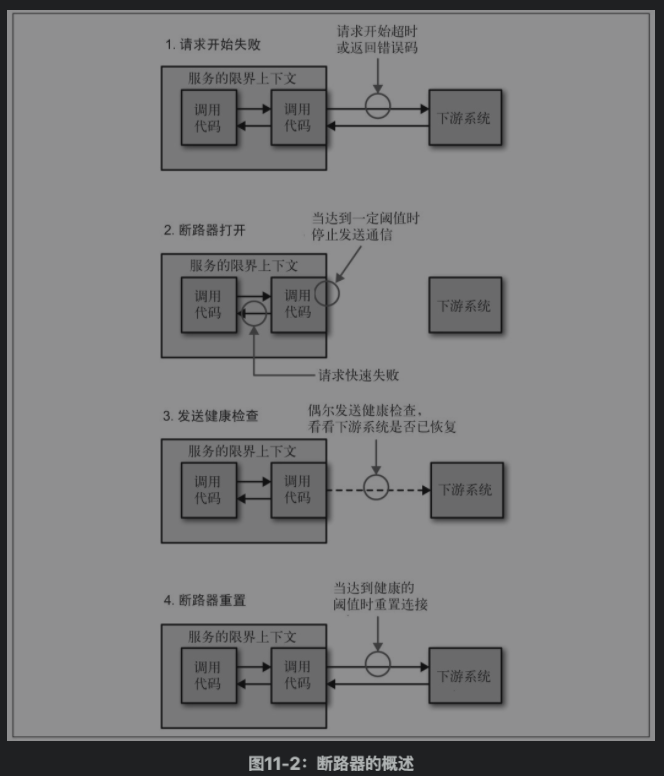 1. 请求开始失败
请求开始超时
或返回错误码
服务的限界上下文
调用
代码
调用
代码
下游系统
2. 断路器打开
当达到一定阈值时
停止发送通信
服务的限界上下文
调用
代码
调用
代码
下游系统
请求快速失败
3. 发送健康检查
偶尔发送健康检查,
看看下游系统是否已恢复
服务的限界上下文
调用
代码
调用
代码
下游系统
4. 断路器重置
当达到健康的
阈值时重置连接
服务的限界上下文
调用
代码
调用
代码
下游系统
图11-2：断路器的概述